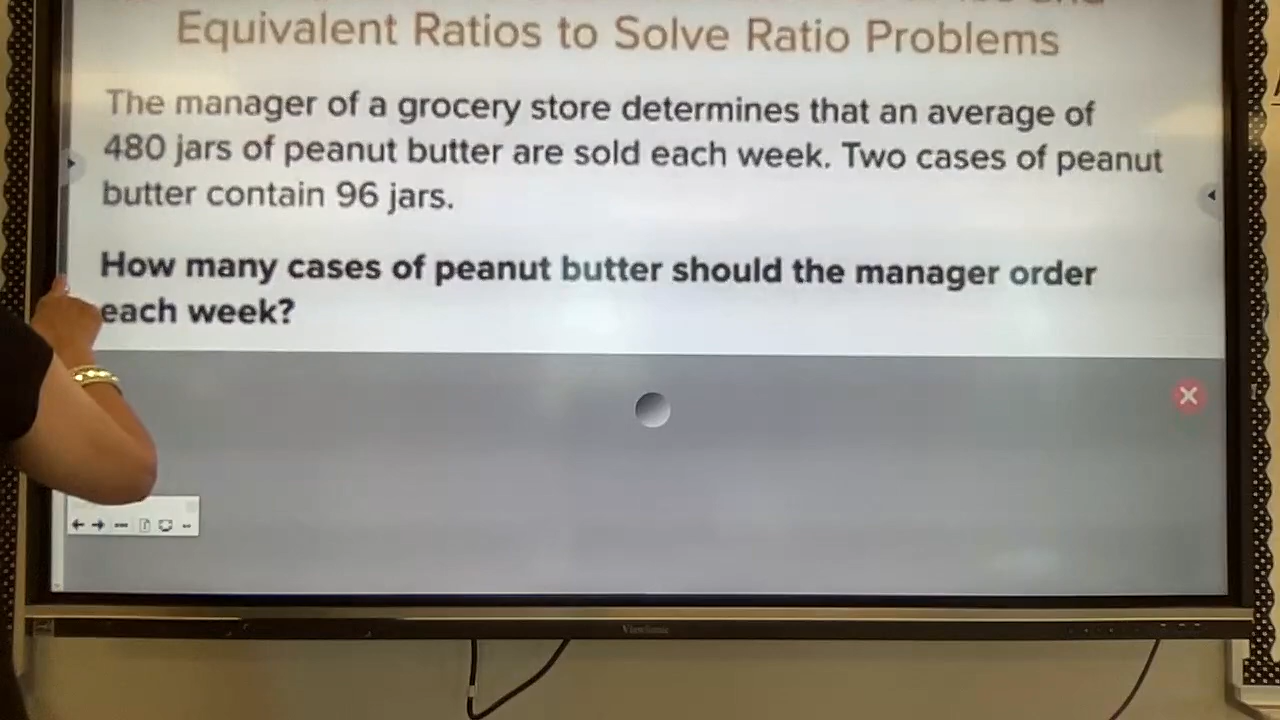 and
Equivalent Ratios to Solve Ratio Problems
The manager of a grocery store determines that an average of
480 jars of peanut butter are sold each week. Two cases of peanut
butter contain 96 jars.
How many cases of peanut butter should the manager order
each week?
ViewSonic